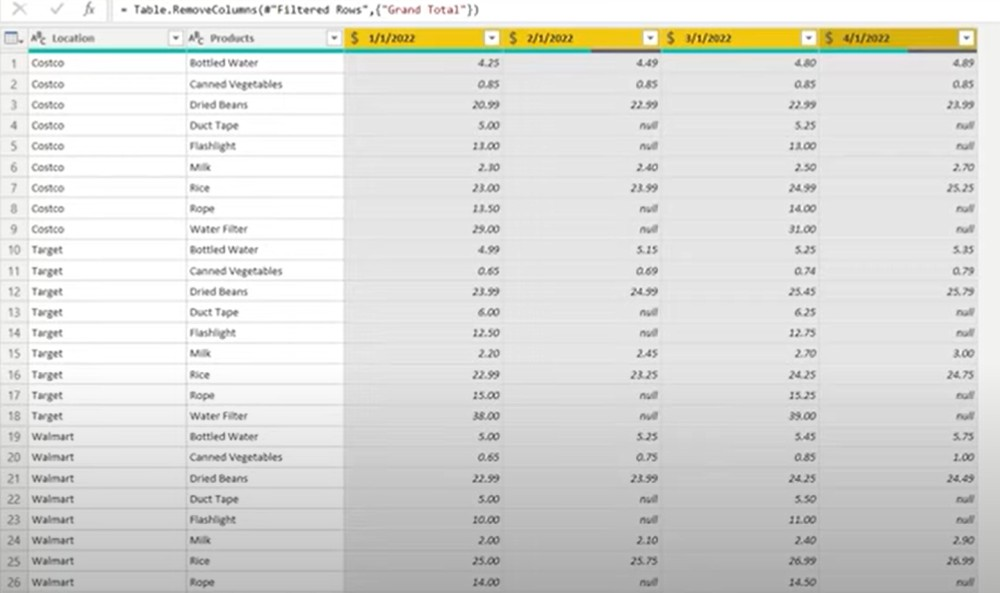 fx = Table.RemoveColumns(#"Filtered Rows",{"Grand Total"})
ABC Location ABC Products $ 1/1/2022 $ 2/1/2022 $ 3/1/2022 $ 4/1/2022
1 Costco Bottled Water 4.25 4.49 4.80 4.89
2 Costco Canned Vegetables 0.85 0.85 0.85 0.85
3 Costco Dried Beans 20.99 22.99 22.99 23.99
4 Costco Duct Tape 5.00 null 5.25 null
5 Costco Flashlight 13.00 null 13.00 null
6 Costco Milk 2.30 2.40 2.50 2.70
7 Costco Rice 23.00 23.99 24.99 25.25
8 Costco Rope 13.50 null 14.00 null
9 Costco Water Filter 29.00 null 31.00 null
10 Target Bottled Water 4.99 5.15 5.25 5.35
11 Target Canned Vegetables 0.65 0.69 0.74 0.79
12 Target Dried Beans 23.99 24.99 25.45 25.79
13 Target Duct Tape 6.00 null 6.25 null
14 Target Flashlight 12.50 null 12.75 null
15 Target Milk 2.20 2.45 2.70 3.00
16 Target Rice 22.99 23.25 24.25 24.75
17 Target Rope 15.00 null 15.25 null
18 Target Water Filter 38.00 null 39.00 null
19 Walmart Bottled Water 5.00 5.25 5.45 5.75
20 Walmart Canned Vegetables 0.65 0.75 0.85 1.00
21 Walmart Dried Beans 22.99 23.99 24.25 24.49
22 Walmart Duct Tape 5.00 null 5.50 null
23 Walmart Flashlight 10.00 null 11.00 null
24 Walmart Milk 2.00 2.10 2.40 2.90
25 Walmart Rice 25.00 25.75 26.99 26.99
26 Walmart Rope 14.00 null 14.50 null